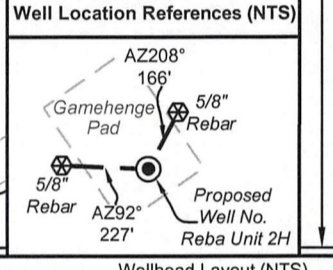 Well Location References (NTS)
AZ208°
166'
5/8"
Rebar
Gamehenge
Pad
5/8"
Rebar
AZ92°
227'
Proposed
Well No.
Reba Unit 2H
Wellhead Layout (NTS)